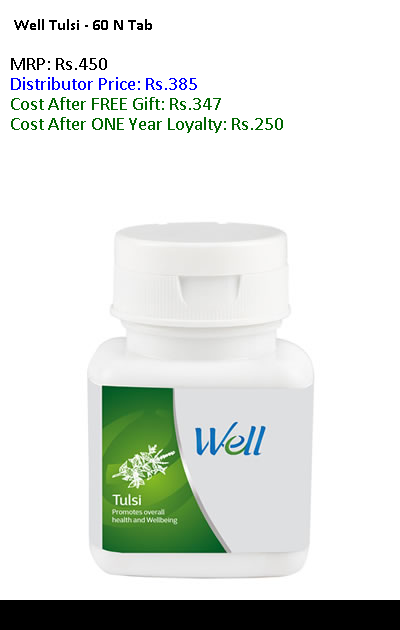 Well Tulsi - 60 N Tab
MRP: Rs.450
Distributor Price: Rs.385
Cost After FREE Gift: Rs.347
Cost After ONE Year Loyalty: Rs.250
Well
Tulsi
Promotes overall
health and Wellbeing